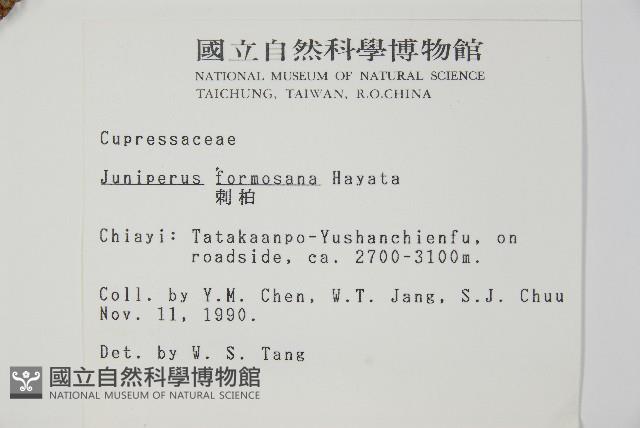 國立自然科學博物館
NATIONAL MUSEUM OF NATURAL SCIENCE
TAICHUNG, TAIWAN, R.O.CHINA
Cupressaceae
Juniperus formosana Hayata
刺柏
Chiayi: Tatakaanpo-Yushanchienfu, on
roadside, ca. 2700-3100m.
Coll. by Y.M. Chen, W.T. Jang, S.J. Chuu
Nov. 11, 1990.
Det. by W. S. Tang
國立自然科學博物館
NATIONAL MUSEUM OF NATURAL SCIENCE